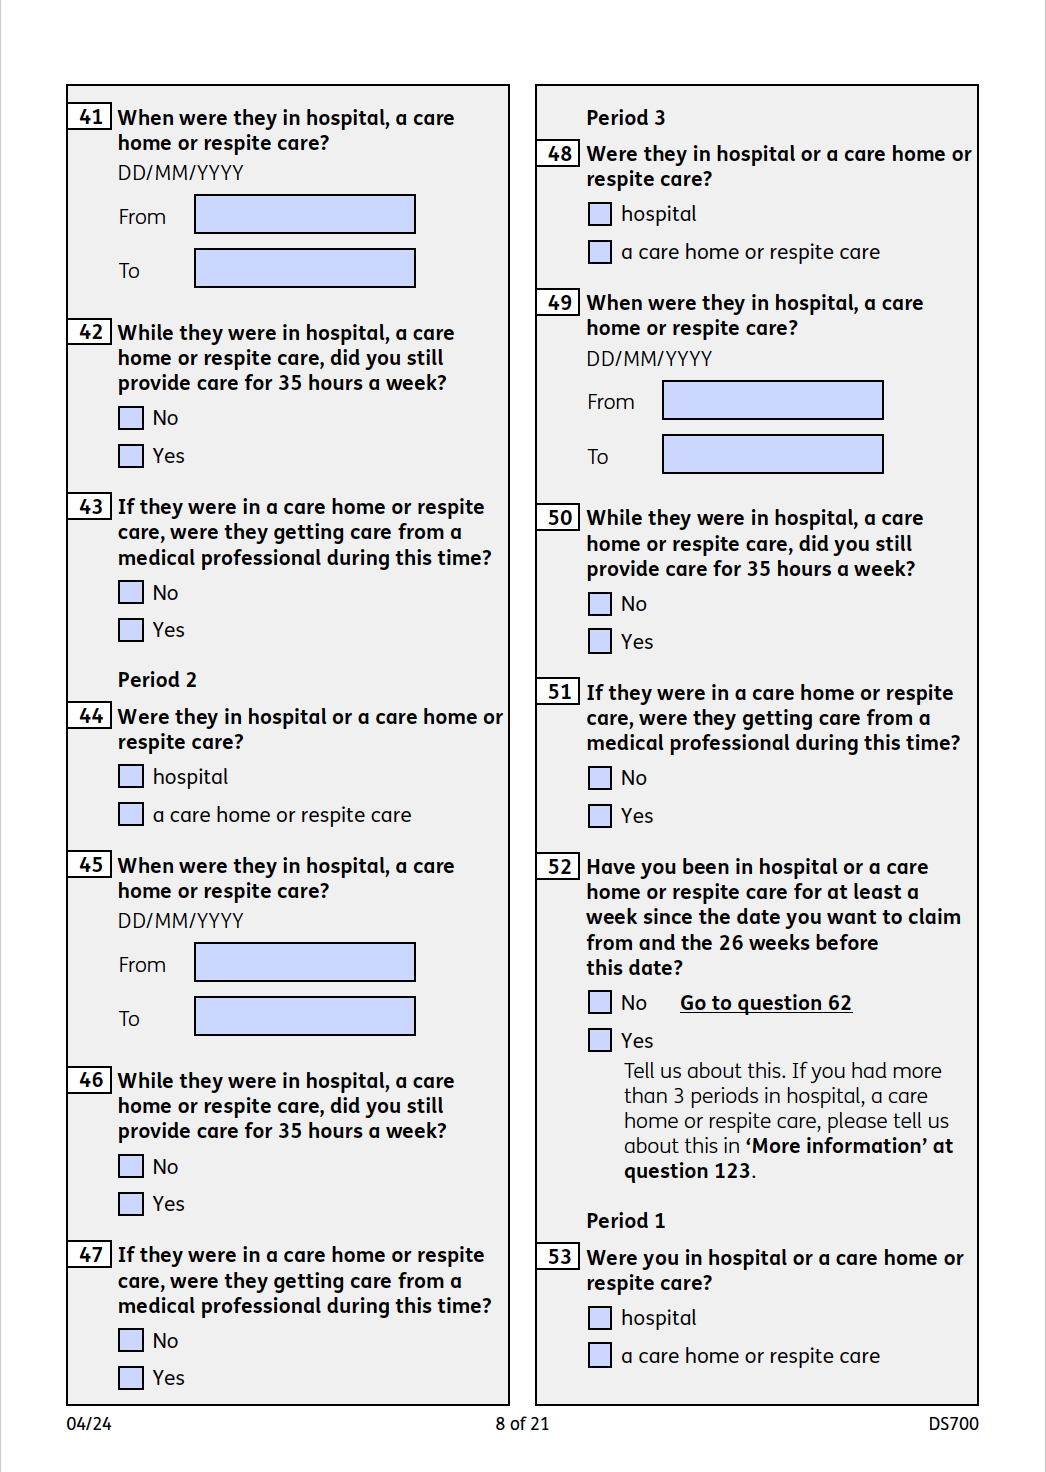 41 When were they in hospital, a care
home or respite care?
DD/MM/YYYY
From
To
42 While they were in hospital, a care
home or respite care, did you still
provide care for 35 hours a week?
No
Yes
43 If they were in a care home or respite
care, were they getting care from a
medical professional during this time?
No
Yes
Period 2
44 Were they in hospital or a care home or
respite care?
hospital
a care home or respite care
45 When were they in hospital, a care
home or respite care?
DD/MM/YYYY
From
To
46 While they were in hospital, a care
home or respite care, did you still
provide care for 35 hours a week?
No
Yes
47 If they were in a care home or respite
care, were they getting care from a
medical professional during this time?
No
Yes
Period 3
48 Were they in hospital or a care home or
respite care?
hospital
a care home or respite care
49 When were they in hospital, a care
home or respite care?
DD/MM/YYYY
From
To
50 While they were in hospital, a care
home or respite care, did you still
provide care for 35 hours a week?
No
Yes
51 If they were in a care home or respite
care, were they getting care from a
medical professional during this time?
No
Yes
52 Have you been in hospital or a care
home or respite care for at least a
week since the date you want to claim
from and the 26 weeks before
this date?
No Go to question 62
Yes
Tell us about this. If you had more
than 3 periods in hospital, a care
home or respite care, please tell us
about this in ‘More information’ at
question 123.
Period 1
53 Were you in hospital or a care home or
respite care?
hospital
a care home or respite care
04/24 8 of 21 DS700